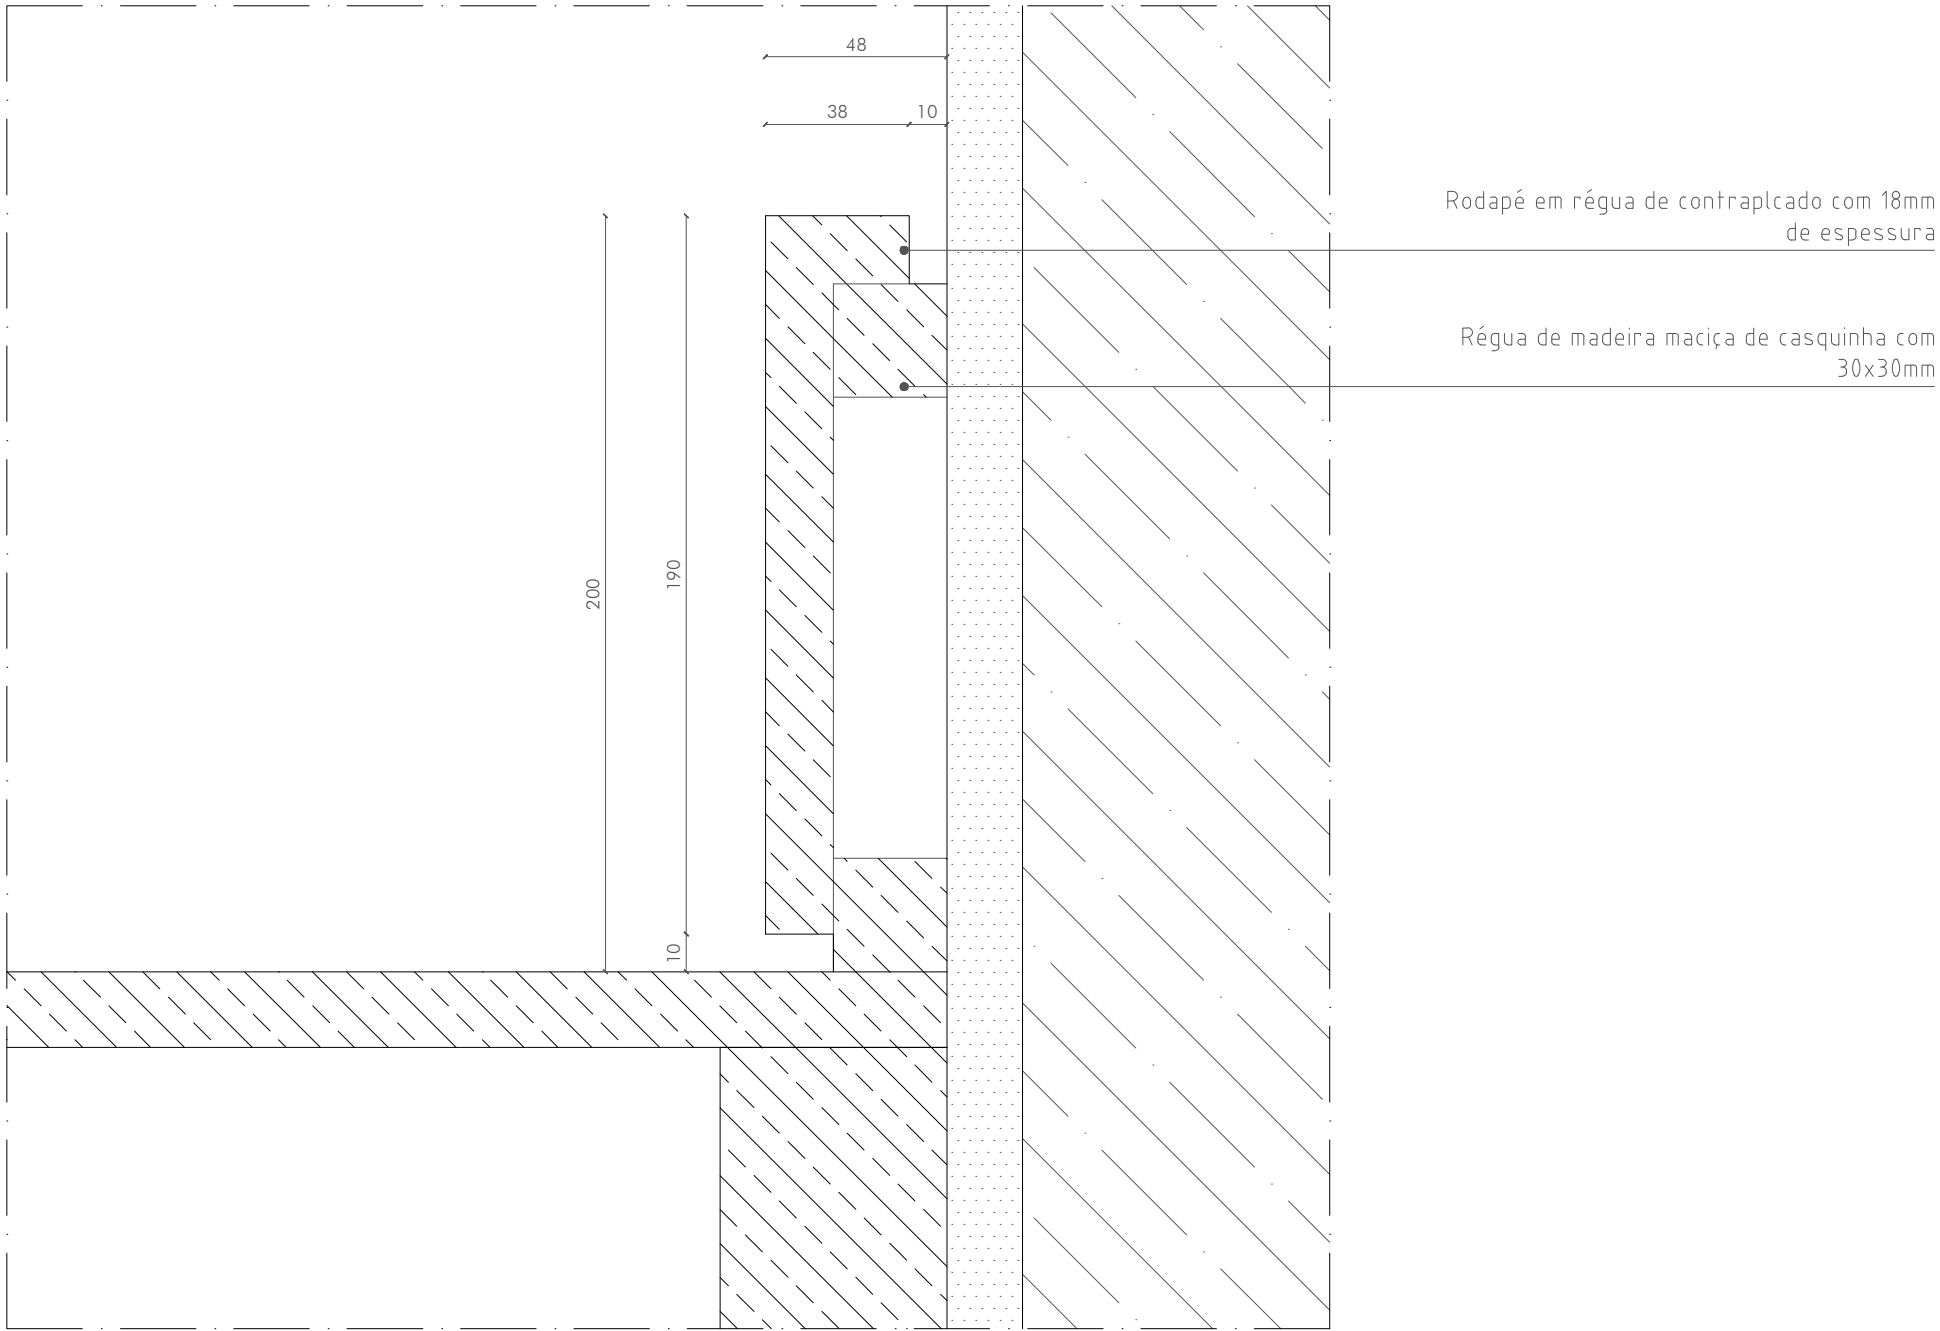 48
38
10
Rodapé em régua de contraplcado com 18mm
de espessura
Régua de madeira maciça de casquinha com
30x30mm
200
190
10